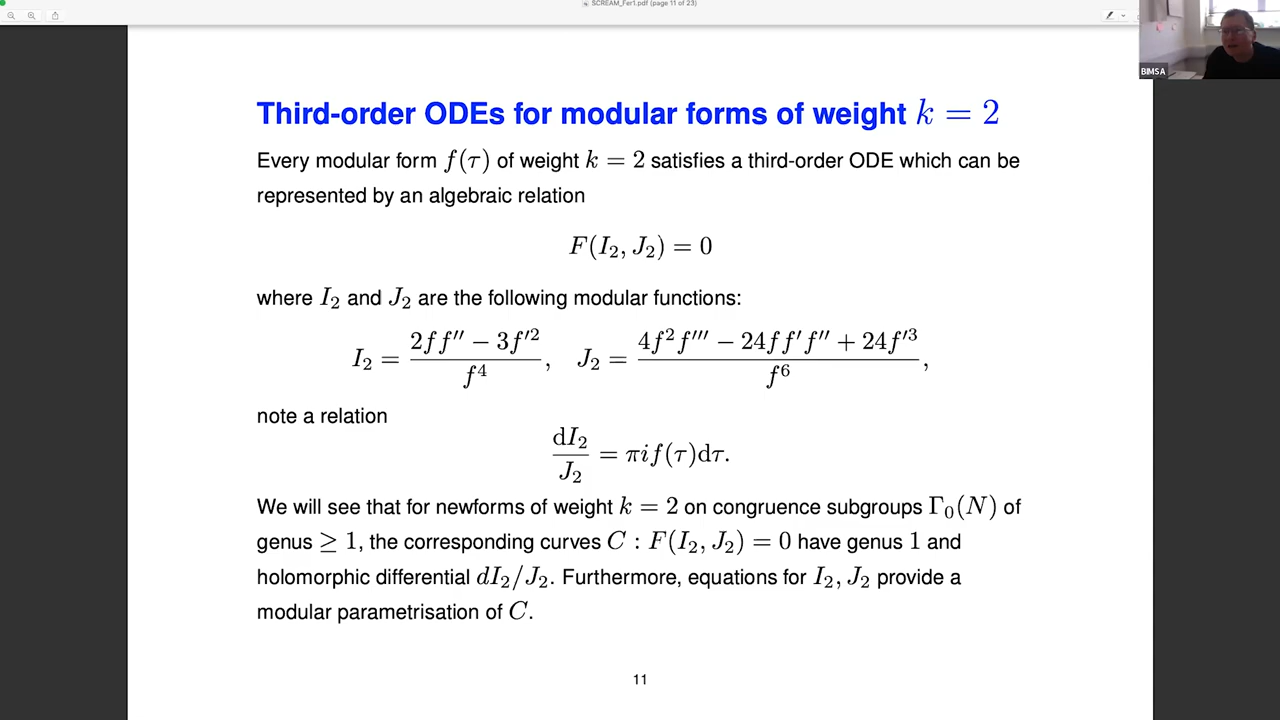 SCREAM_Fer1.pdf (page 11 of 23)
BIMSA
Third-order ODEs for modular forms of weight k = 2
Every modular form f(τ) of weight k = 2 satisfies a third-order ODE which can be
represented by an algebraic relation
F(I₂, J₂) = 0
where I₂ and J₂ are the following modular functions:
I₂ = (2ff″ − 3f′²)/f⁴, J₂ = (4f²f‴ − 24ff′f″ + 24f′³)/f⁶,
note a relation
dI₂/J₂ = πif(τ)dτ.
We will see that for newforms of weight k = 2 on congruence subgroups Γ₀(N) of
genus ≥ 1, the corresponding curves C : F(I₂, J₂) = 0 have genus 1 and
holomorphic differential dI₂/J₂. Furthermore, equations for I₂, J₂ provide a
modular parametrisation of C.
11